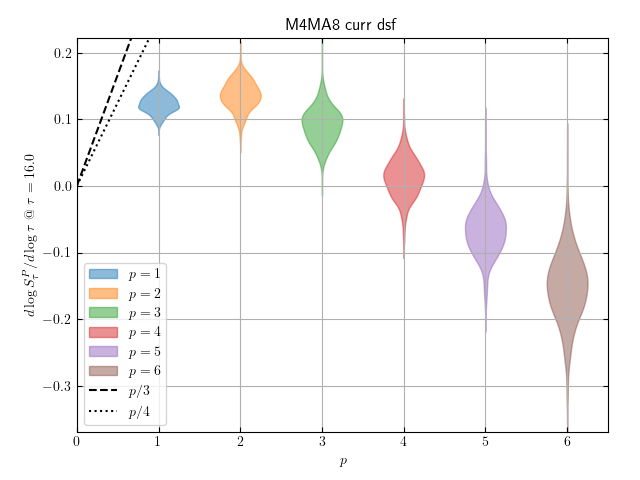 M4MA8 curr dsf
d log S_τ^P / d log τ @ τ = 16.0
0.2
0.1
0.0
−0.1
−0.2
−0.3
p = 1
p = 2
p = 3
p = 4
p = 5
p = 6
p/3
p/4
0 1 2 3 4 5 6
p